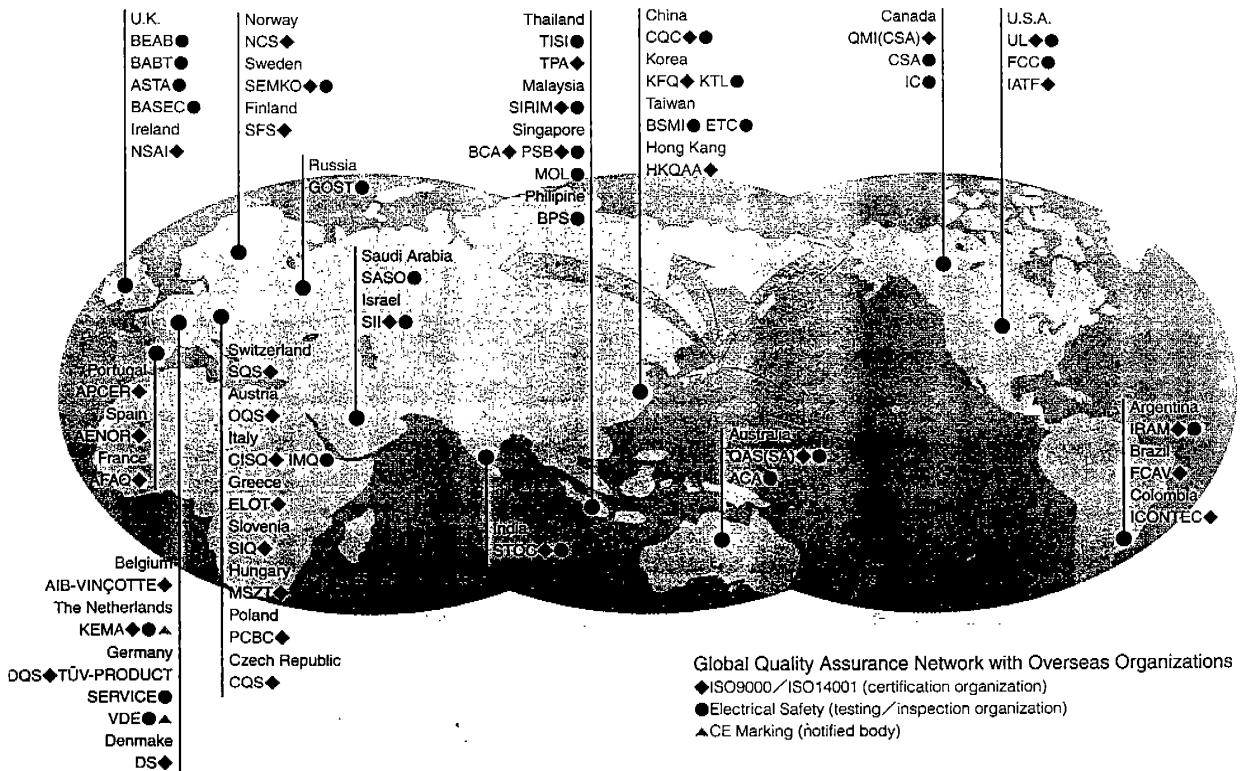 U.K.
BEAB●
BABT●
ASTA●
BASEC●
Ireland
NSAI◆
Norway
NCS◆
Sweden
SEMKO◆●
Finland
SFS◆
Russia
GOST●
Saudi Arabia
SASO●
Israel
SII◆●
Thailand
TISI●
TPA◆
Malaysia
SIRIM◆●
Singapore
BCA◆ PSB◆●
MOL●
Philipine
BPS●
China
CQC◆●
Korea
KFQ◆ KTL●
Taiwan
BSMI● ETC●
Hong Kang
HKQAA◆
Canada
QMI(CSA)◆
CSA●
IC●
U.S.A.
UL◆●
FCC●
IATF◆
Portugal
APCER◆
Spain
AENOR◆
France
AFAQ◆
Switzerland
SQS◆
Austria
OQS◆
Italy
CISQ◆ IMQ●
Greece
ELOT◆
Slovenia
SIQ◆
Hungary
MSZT◆
Poland
PCBC◆
Czech Republic
CQS◆
Belgium
AIB-VINÇOTTE◆
The Netherlands
KEMA◆●▲
Germany
DQS◆TÜV-PRODUCT
SERVICE●
VDE●▲
Denmake
DS◆
India
STQC◆●
Australia
QAS(SA)◆●
ACA●
Argentina
IRAM◆●
Brazil
FCAV◆
Colombia
ICONTEC◆
Global Quality Assurance Network with Overseas Organizations
◆ISO9000／ISO14001 (certification organization)
●Electrical Safety (testing／inspection organization)
▲CE Marking (notified body)